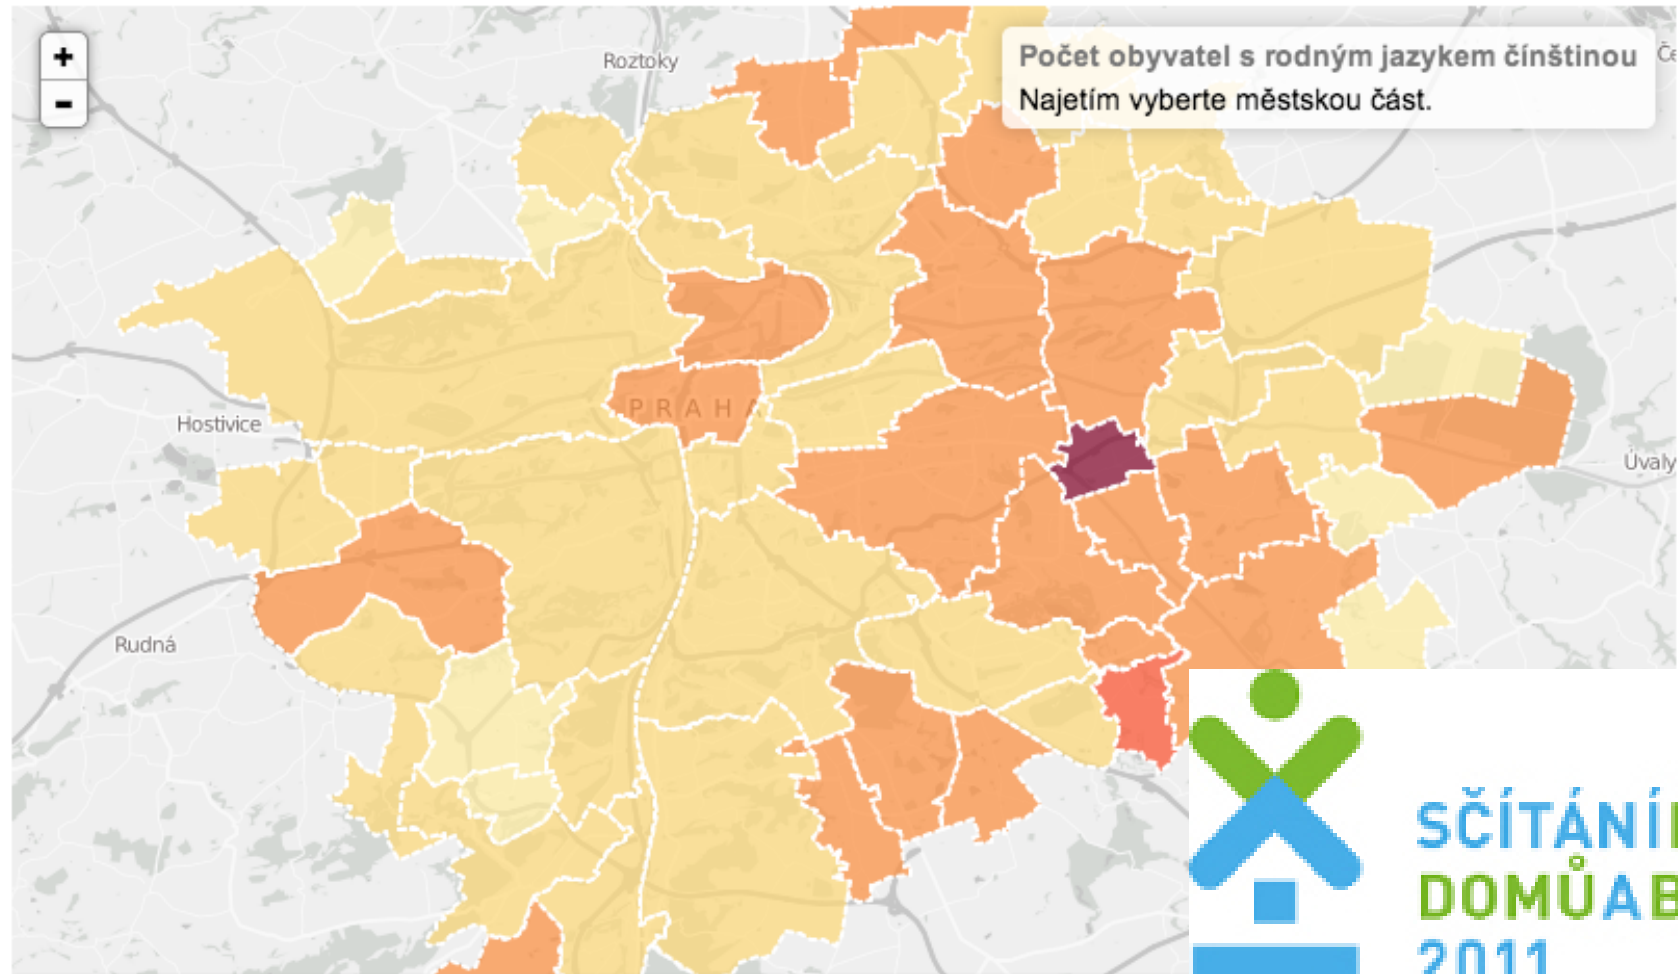 +
-
Roztoky
Počet obyvatel s rodným jazykem čínštinou
Najetím vyberte městskou část.
PRAHA
Hostivice
Úvaly
Rudná
SČÍTÁNÍ
DOMŮAB
2011